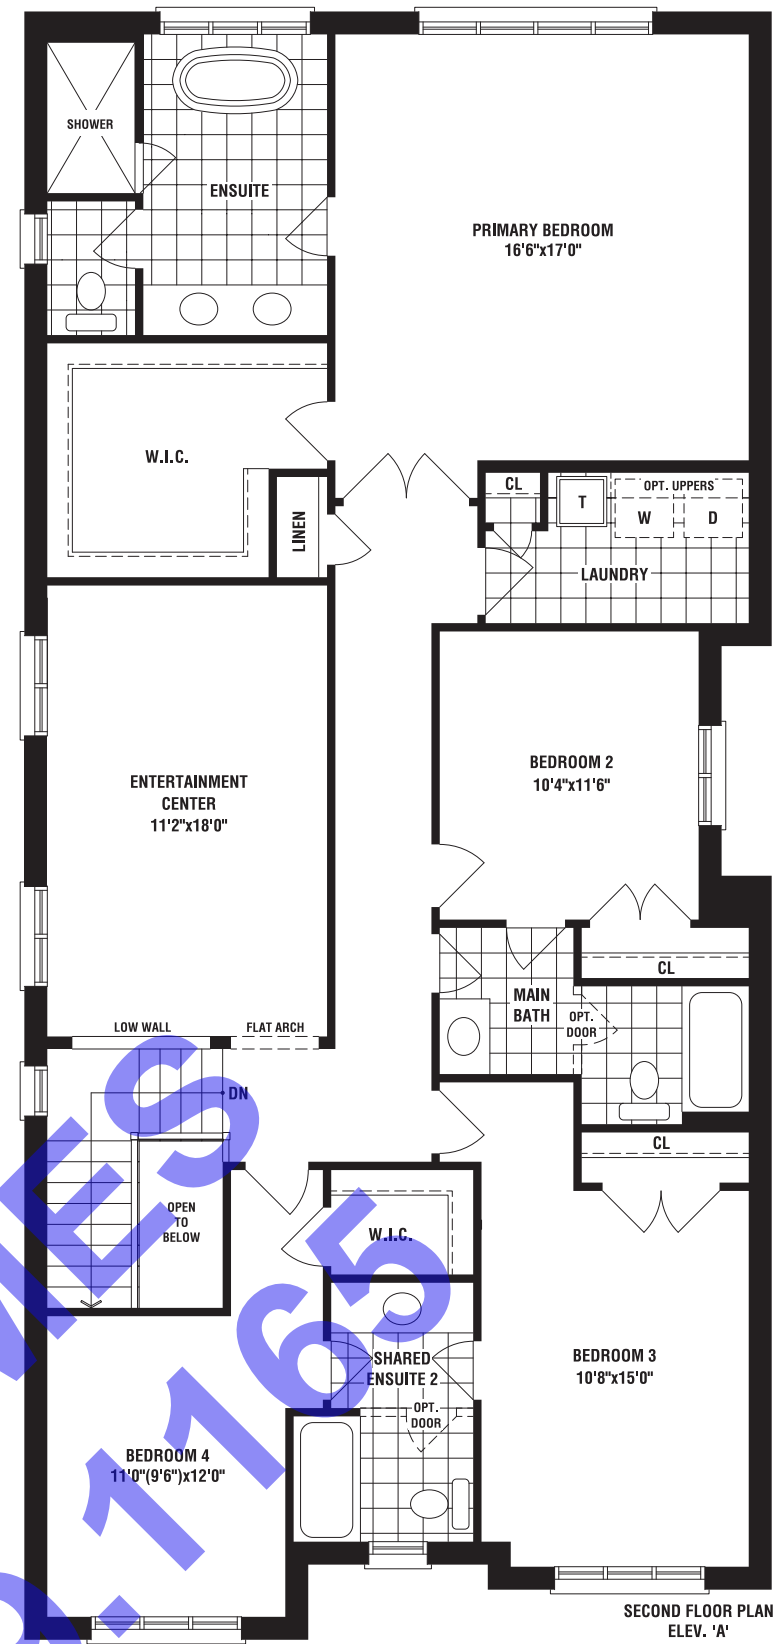 SHOWER
ENSUITE
PRIMARY BEDROOM
16'6"x17'0"
W.I.C.
LINEN
CL
T
OPT. UPPERS
W
D
LAUNDRY
BEDROOM 2
10'4"x11'6"
ENTERTAINMENT
CENTER
11'2"x18'0"
CL
MAIN
BATH
OPT.
DOOR
LOW WALL
FLAT ARCH
DN
CL
OPEN
TO
BELOW
W.I.C.
SHARED
ENSUITE 2
OPT.
DOOR
BEDROOM 3
10'8"x15'0"
BEDROOM 4
11'0"(9'6")x12'0"
SECOND FLOOR PLAN
ELEV. 'A'
1165